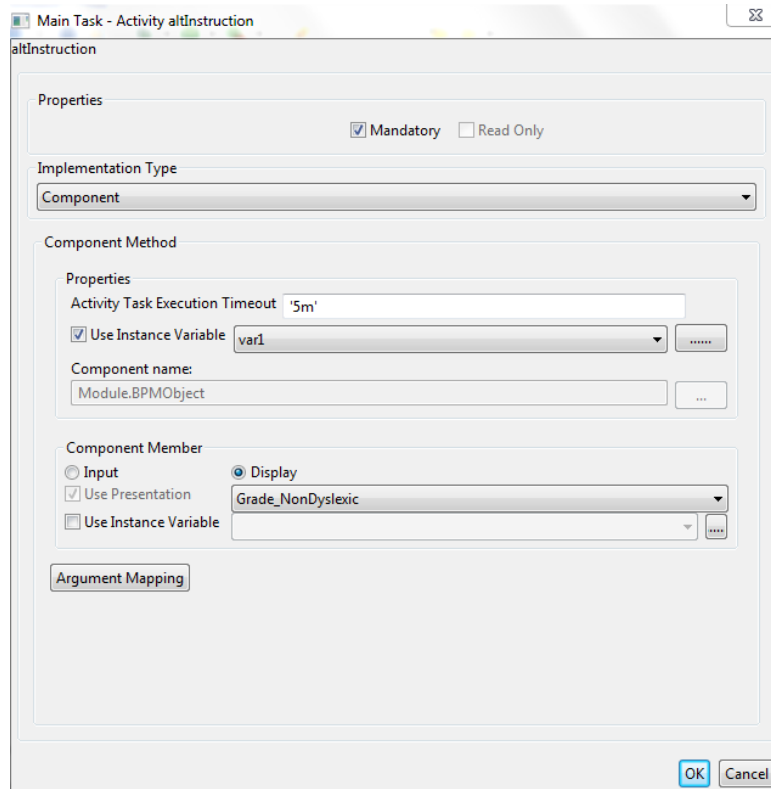 Main Task - Activity altInstruction
altInstruction
Properties
Mandatory Read Only
Implementation Type
Component
Component Method
Properties
Activity Task Execution Timeout '5m'
Use Instance Variable var1 ......
Component name:
Module.BPMObject ...
Component Member
Input Display
Use Presentation Grade_NonDyslexic
Use Instance Variable ....
Argument Mapping
OK Cancel